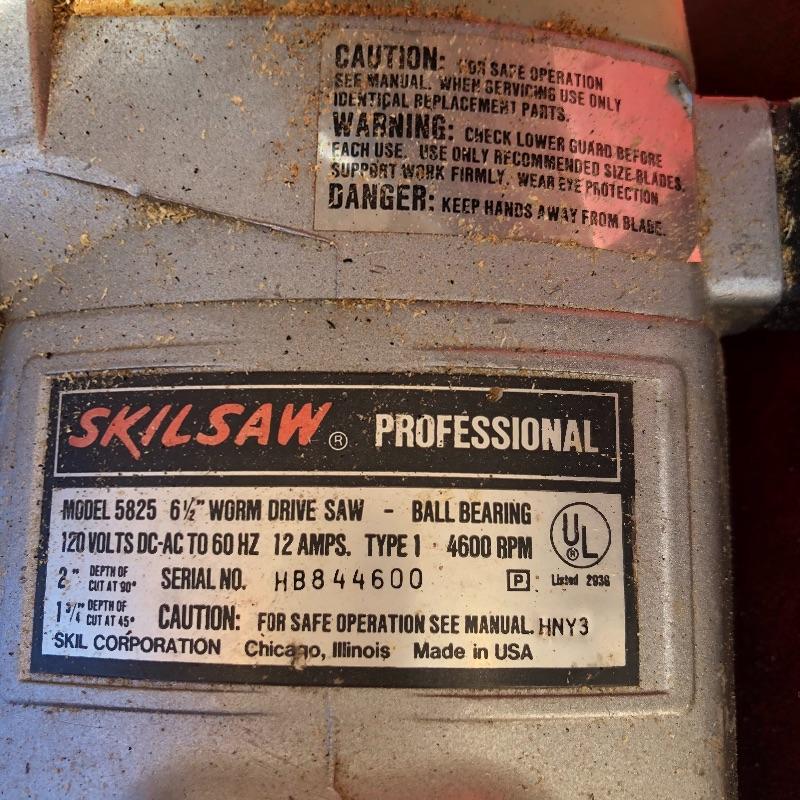 CAUTION: FOR SAFE OPERATION
SEE MANUAL. WHEN SERVICING USE ONLY
IDENTICAL REPLACEMENT PARTS.
WARNING: CHECK LOWER GUARD BEFORE
EACH USE. USE ONLY RECOMMENDED SIZE BLADES.
SUPPORT WORK FIRMLY. WEAR EYE PROTECTION
DANGER: KEEP HANDS AWAY FROM BLADE.
SKILSAW ® PROFESSIONAL
MODEL 5825 6½" WORM DRIVE SAW - BALL BEARING
120 VOLTS DC-AC TO 60 HZ 12 AMPS. TYPE 1 4600 RPM
UL ®
Listed 293G
2" DEPTH OF CUT AT 90° SERIAL NO. HB844600 P
1 3/4" DEPTH OF CUT AT 45° CAUTION: FOR SAFE OPERATION SEE MANUAL. HNY3
SKIL CORPORATION Chicago, Illinois Made in USA